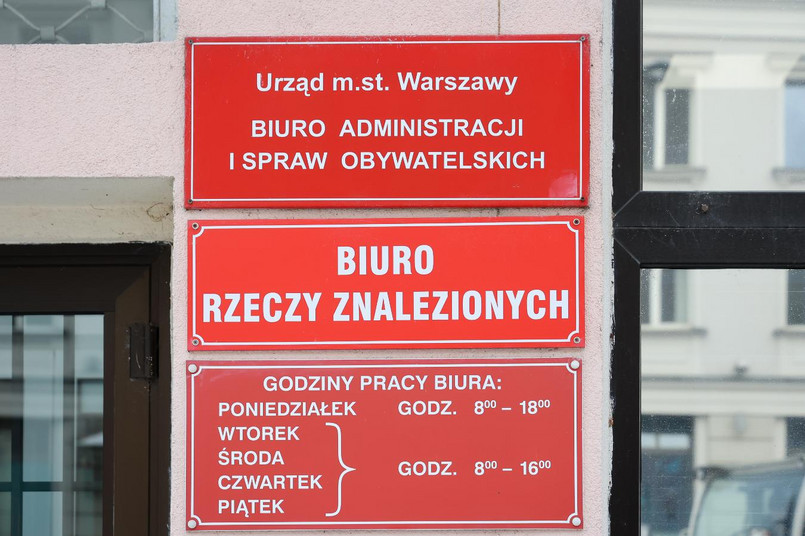 Urząd m.st. Warszawy
BIURO ADMINISTRACJI
I SPRAW OBYWATELSKICH
BIURO
RZECZY ZNALEZIONYCH
GODZINY PRACY BIURA:
PONIEDZIAŁEK GODZ. 8⁰⁰ – 18⁰⁰
WTOREK
ŚRODA
CZWARTEK
PIĄTEK
GODZ. 8⁰⁰ – 16⁰⁰